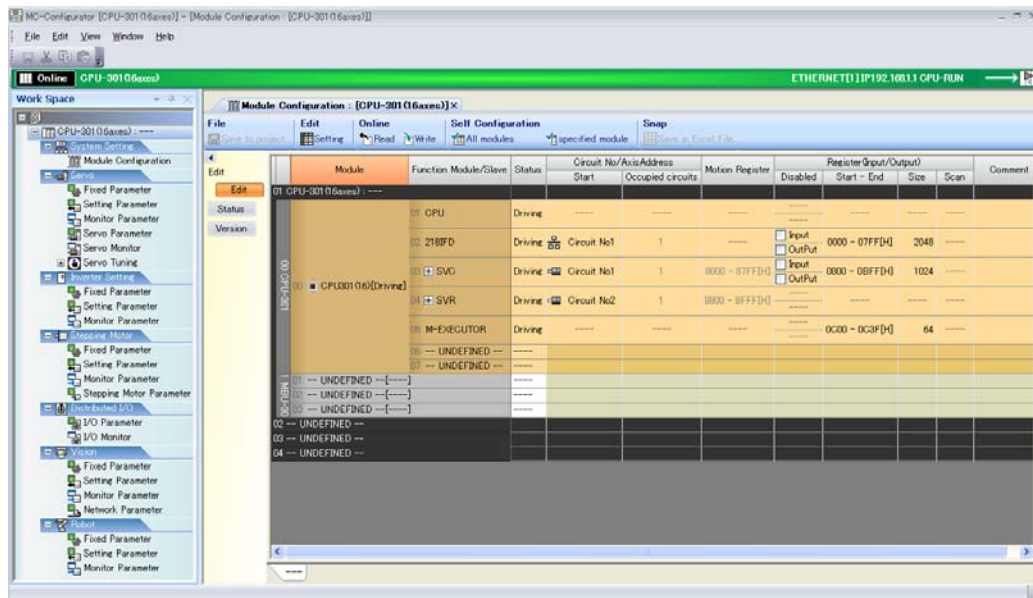 MC-Configurator [CPU-301(16axes)] - [Module Configuration : [CPU-301(16axes)]]
File Edit View Window Help
Online CPU-301(16axes) ETHERNET[1] IP192.168.1.1 CPU-RUN
Work Space
Module Configuration : [CPU-301(16axes)] ×
File Edit Online Self Configuration Snap
Save to project Setting Read Write All modules specified module Save in Excel File
CPU-301(16axes) : ----
System Setting
Module Configuration
Servo
Fixed Parameter
Setting Parameter
Monitor Parameter
Servo Parameter
Servo Monitor
Servo Tuning
Inverter Setting
Fixed Parameter
Setting Parameter
Monitor Parameter
Stepping Motor
Fixed Parameter
Setting Parameter
Monitor Parameter
Stepping Motor Parameter
Distributed I/O
I/O Parameter
I/O Monitor
Vision
Fixed Parameter
Setting Parameter
Monitor Parameter
Network Parameter
Robot
Fixed Parameter
Setting Parameter
Monitor Parameter
Edit
Edit
Status
Version
Module Function Module/Slave Status Circuit No/AxisAddress Motion Register Register(Input/Output) Comment
Start Occupied circuits Disabled Start - End Size Scan
01 CPU-301(16axes) : ----
00 CPU-301
00 CPU301(16)[Driving]
01 CPU Driving ---- ---- ---- ---- ---- ---- ----
02 218IFD Driving Circuit No1 1 ---- Input OutPut 0000 - 07FF[H] 2048 ----
03 SVC Driving Circuit No1 1 8000 - 87FF[H] Input OutPut 0800 - 0BFF[H] 1024 ----
04 SVR Driving Circuit No2 1 8800 - 8FFF[H] ---- ---- ---- ----
05 M-EXECUTOR Driving ---- ---- ---- ---- 0C00 - 0C3F[H] 64 ----
06 -- UNDEFINED -- ----
07 -- UNDEFINED -- ----
01 -- UNDEFINED --[----] ----
02 -- UNDEFINED --[----] ----
03 -- UNDEFINED --[----] ----
02 -- UNDEFINED --
03 -- UNDEFINED --
04 -- UNDEFINED --
----